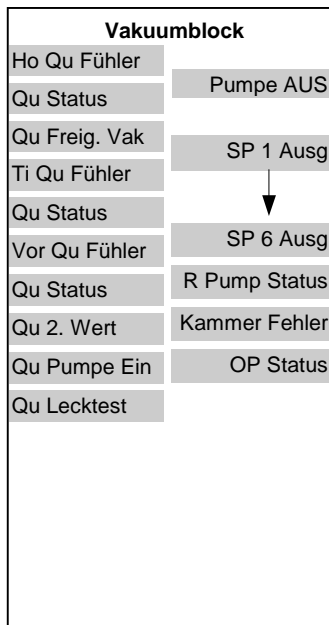 Vakuumblock
Ho Qu Fühler
Qu Status
Qu Freig. Vak
Ti Qu Fühler
Qu Status
Vor Qu Fühler
Qu Status
Qu 2. Wert
Qu Pumpe Ein
Qu Lecktest
Pumpe AUS
SP 1 Ausg
SP 6 Ausg
R Pump Status
Kammer Fehler
OP Status